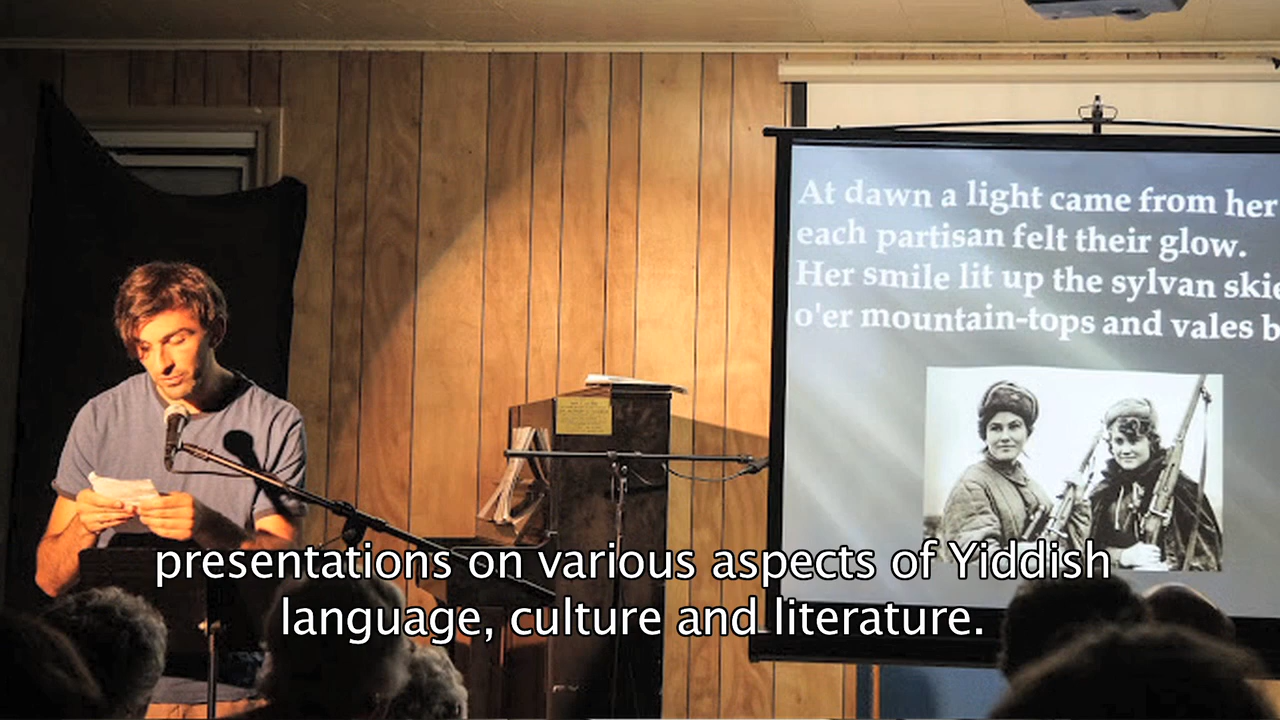 At dawn a light came from her
each partisan felt their glow.
Her smile lit up the sylvan skie
o'er mountain-tops and vales b
presentations on various aspects of Yiddish
language, culture and literature.